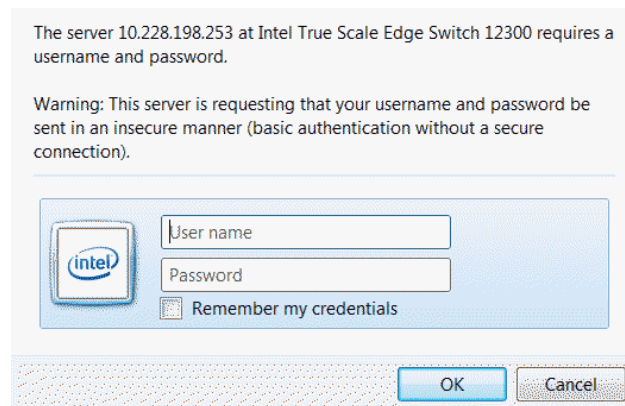 The server 10.228.198.253 at Intel True Scale Edge Switch 12300 requires a
username and password.
Warning: This server is requesting that your username and password be
sent in an insecure manner (basic authentication without a secure
connection).
intel
User name
Password
Remember my credentials
OK
Cancel